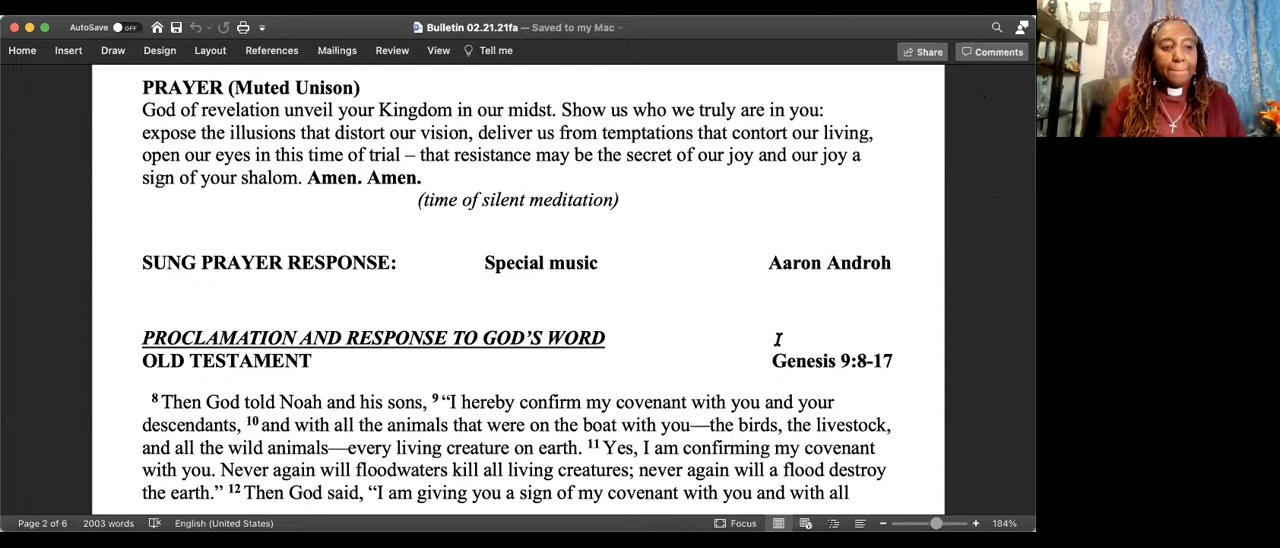 AutoSave OFF Bulletin 02.21.21fa — Saved to my Mac
Home Insert Draw Design Layout References Mailings Review View Tell me Share Comments
PRAYER (Muted Unison)
God of revelation unveil your Kingdom in our midst. Show us who we truly are in you:
expose the illusions that distort our vision, deliver us from temptations that contort our living,
open our eyes in this time of trial – that resistance may be the secret of our joy and our joy a
sign of your shalom. Amen. Amen.
(time of silent meditation)
SUNG PRAYER RESPONSE: Special music Aaron Androh
PROCLAMATION AND RESPONSE TO GOD'S WORD
OLD TESTAMENT Genesis 9:8-17
8 Then God told Noah and his sons, 9 “I hereby confirm my covenant with you and your
descendants, 10 and with all the animals that were on the boat with you—the birds, the livestock,
and all the wild animals—every living creature on earth. 11 Yes, I am confirming my covenant
with you. Never again will floodwaters kill all living creatures; never again will a flood destroy
the earth.” 12 Then God said, “I am giving you a sign of my covenant with you and with all
Page 2 of 6 2003 words English (United States) Focus 184%